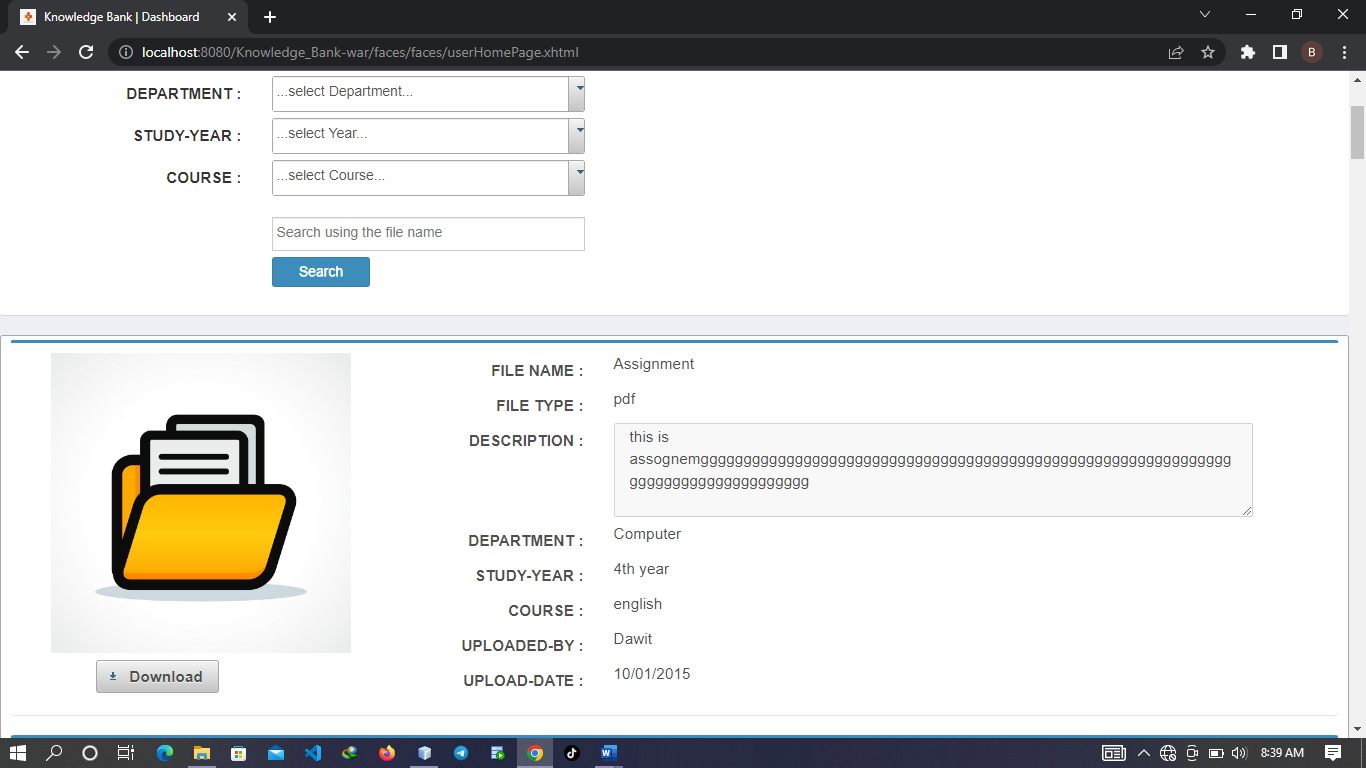 Knowledge Bank | Dashboard
localhost:8080/Knowledge_Bank-war/faces/faces/userHomePage.xhtml
B
DEPARTMENT : ...select Department...
STUDY-YEAR : ...select Year...
COURSE : ...select Course...
Search using the file name
Search
FILE NAME : Assignment
FILE TYPE : pdf
DESCRIPTION : this is
assognemggggggggggggggggggggggggggggggggggggggggggggggggggggggggggggggg
ggggggggggggggggggggg
DEPARTMENT : Computer
STUDY-YEAR : 4th year
COURSE : english
UPLOADED-BY : Dawit
UPLOAD-DATE : 10/01/2015
Download
8:39 AM